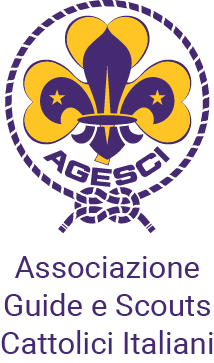 AGESCI
Associazione
Guide e Scouts
Cattolici Italiani